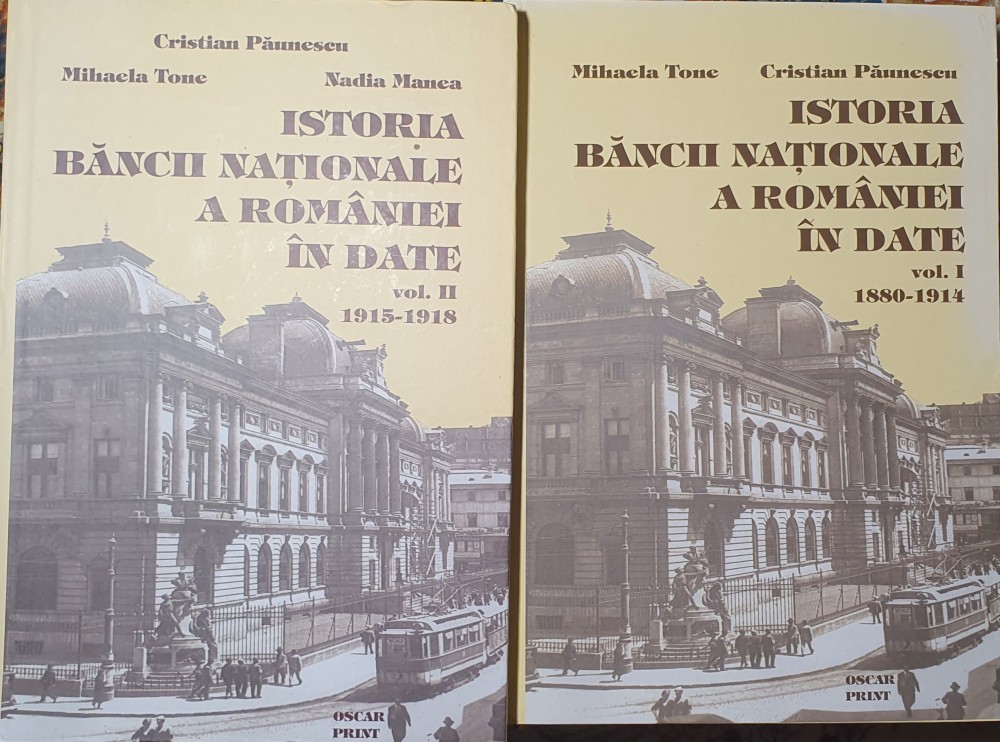 Cristian Păunescu
Mihaela Tone Nadia Manea
ISTORIA
BĂNCII NAȚIONALE
A ROMÂNIEI
ÎN DATE
vol. II
1915-1918
OSCAR
PRINT
Mihaela Tone Cristian Păunescu
ISTORIA
BĂNCII NAȚIONALE
A ROMÂNIEI
ÎN DATE
vol. I
1880-1914
OSCAR
PRINT